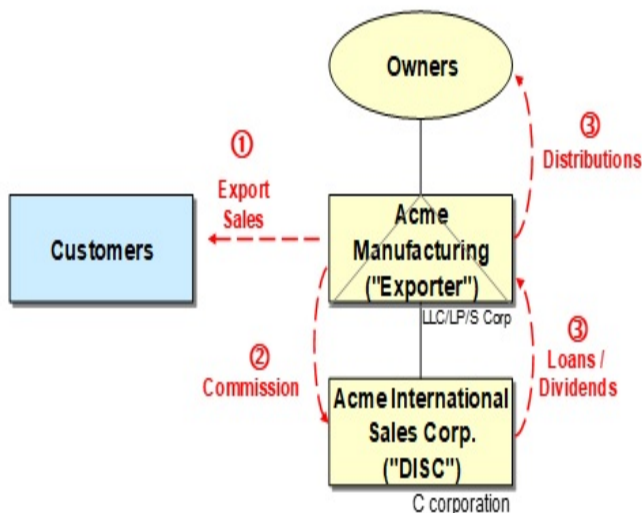 Owners
①
Export
Sales
Customers
Acme
Manufacturing
("Exporter")
LLC/LP/S Corp
③
Distributions
②
Commission
③
Loans /
Dividends
Acme International
Sales Corp.
("DISC")
C corporation